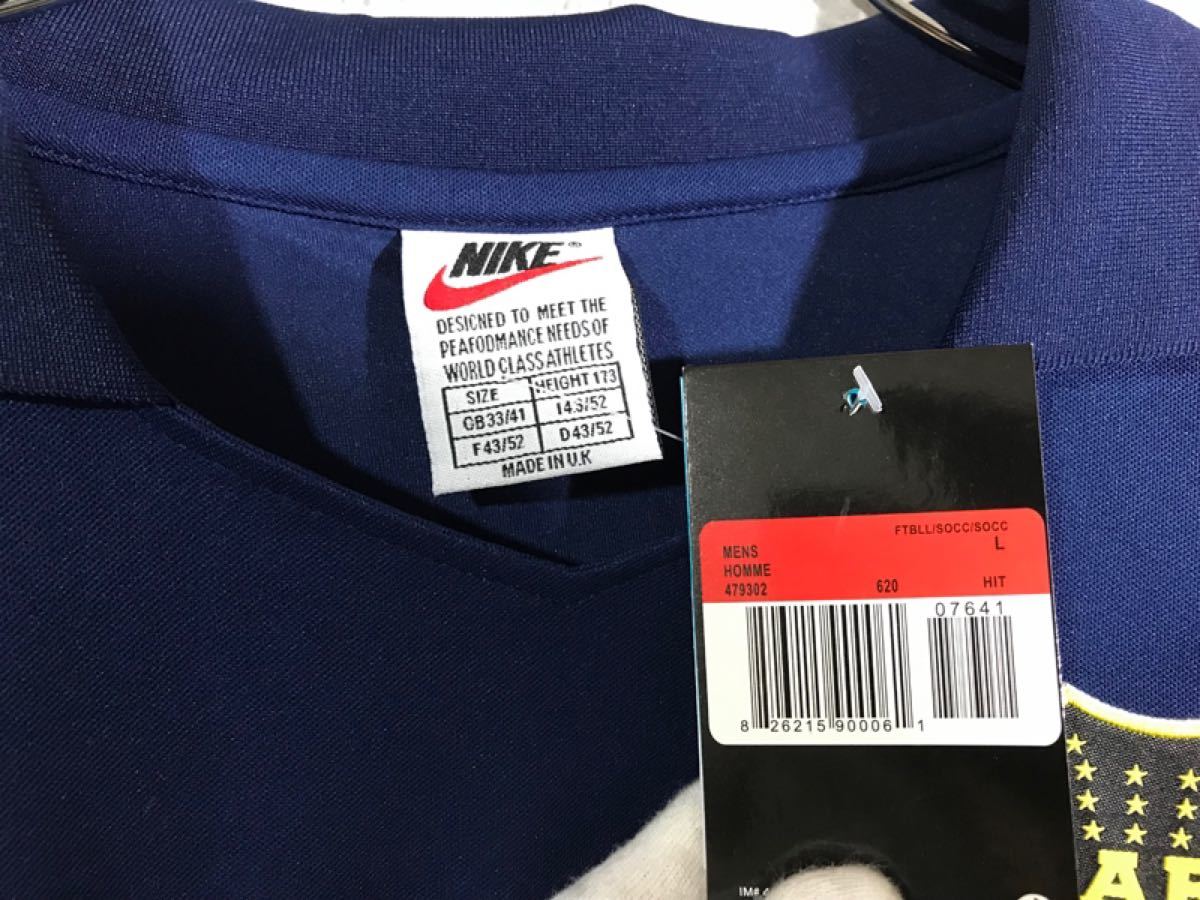 NIKE®
DESIGNED TO MEET THE
PEAFODMANCE NEEDS OF
WORLD CLASS ATHLETES
SIZE HEIGHT 173
GB33/41 14.S/52
F43/52 D43/52
MADE IN U.K
FTBLL/SOCC/SOCC
MENS L
HOMME
479302 620 HIT
07641
8 26215 90006 1
IM#